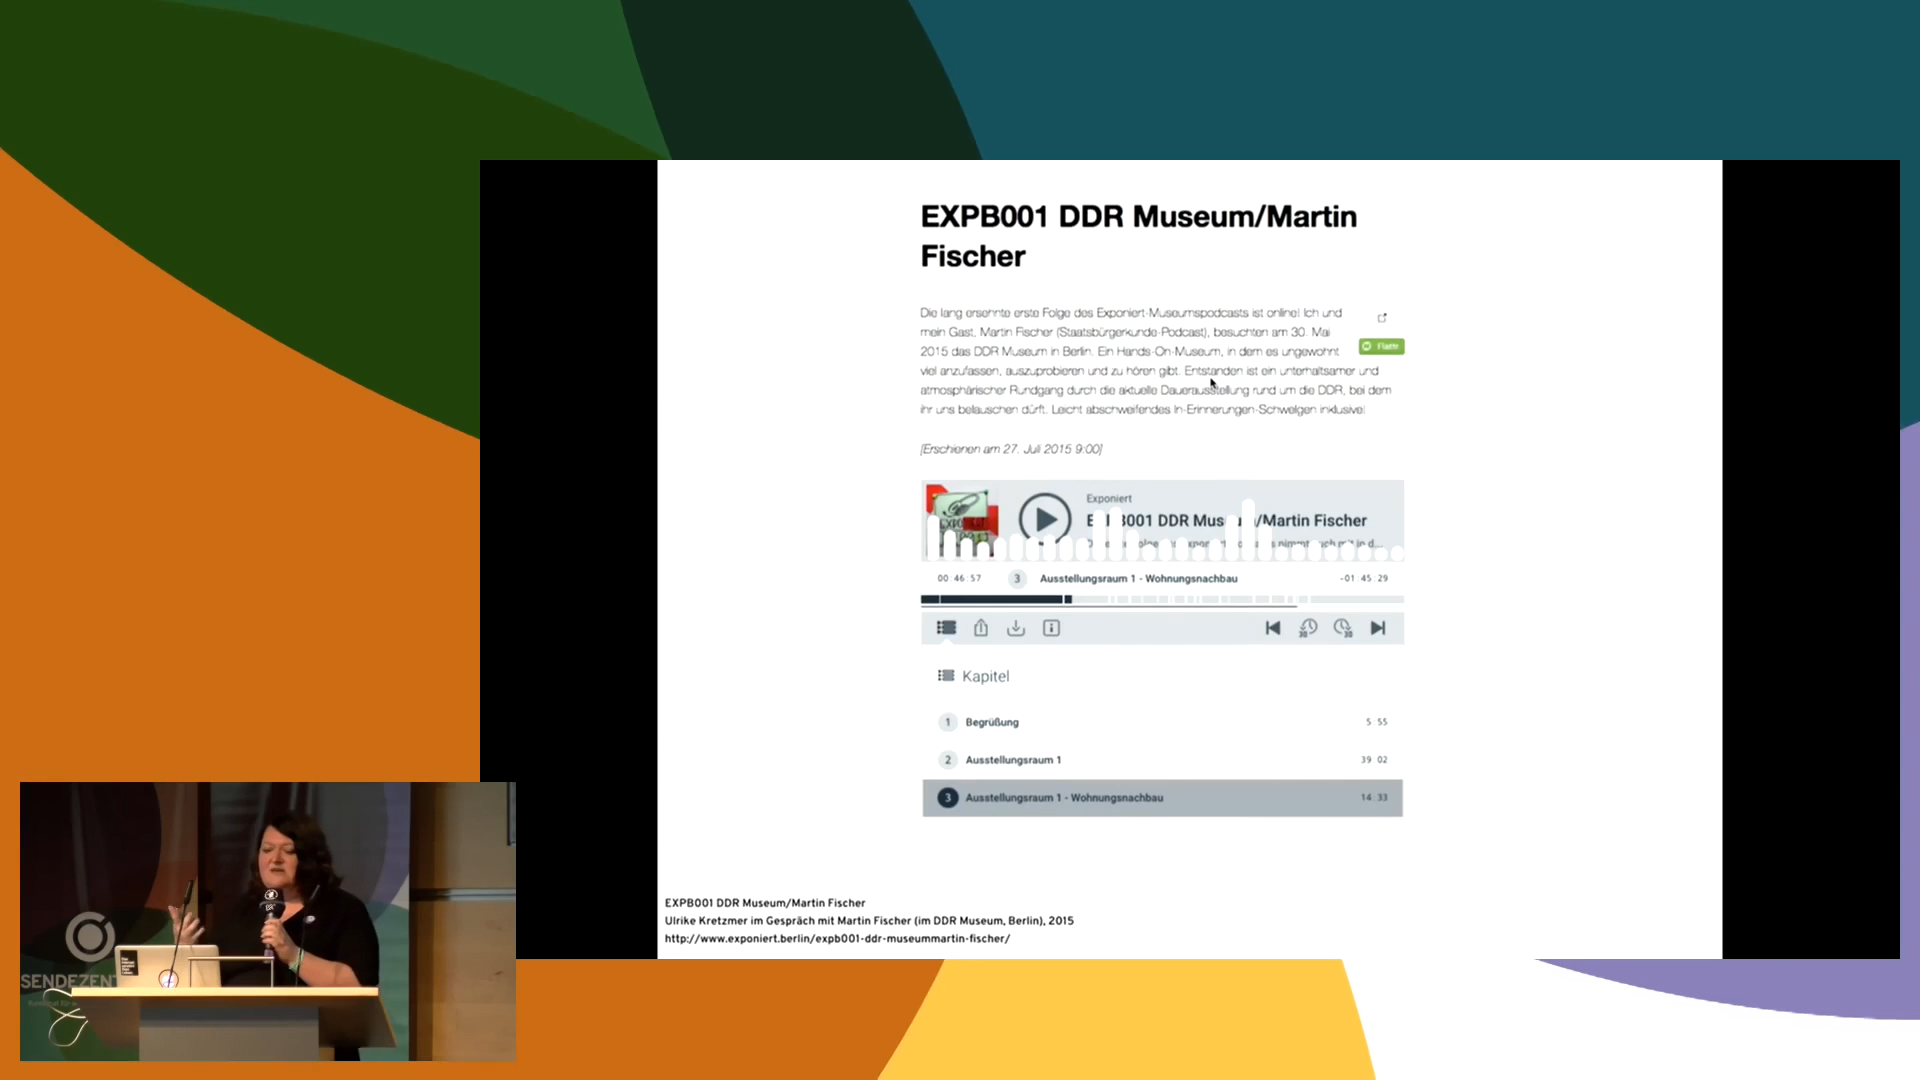 EXPB001 DDR Museum/Martin
Fischer
Die lang ersehnte erste Folge des Exponiert-Museumspodcasts ist online! Ich und
mein Gast, Martin Fischer (Staatsbürgerkunde-Podcast), besuchten am 30. Mai
2015 das DDR Museum in Berlin. Ein Hands-On-Museum, in dem es ungewohnt
viel anzufassen, auszuprobieren und zu hören gibt. Entstanden ist ein unterhaltsamer und
atmosphärischer Rundgang durch die aktuelle Dauerausstellung rund um die DDR, bei dem
ihr uns belauschen dürft. Leicht abschweifendes In-Erinnerungen-Schwelgen inklusive!
Flattr
[Erschienen am 27. Juli 2015 9:00]
Exponiert
EXPB001 DDR Museum/Martin Fischer
00:46:57
3
Ausstellungsraum 1 - Wohnungsnachbau
-01:45:29
30
30
Kapitel
1 Begrüßung 5 55
2 Ausstellungsraum 1 39 02
3 Ausstellungsraum 1 - Wohnungsnachbau 14 33
EXPB001 DDR Museum/Martin Fischer
Ulrike Kretzmer im Gespräch mit Martin Fischer (im DDR Museum, Berlin), 2015
http://www.exponiert.berlin/expb001-ddr-museummartin-fischer/
SENDEZEN